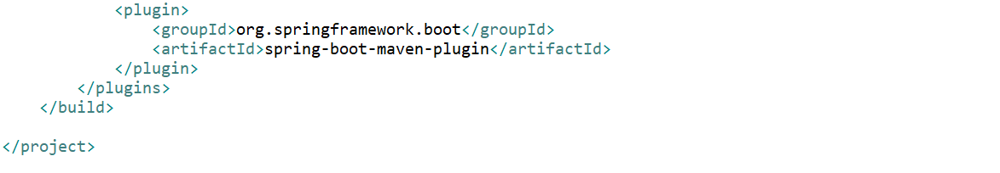 <plugin>
<groupId>org.springframework.boot</groupId>
<artifactId>spring-boot-maven-plugin</artifactId>
</plugin>
</plugins>
</build>
</project>